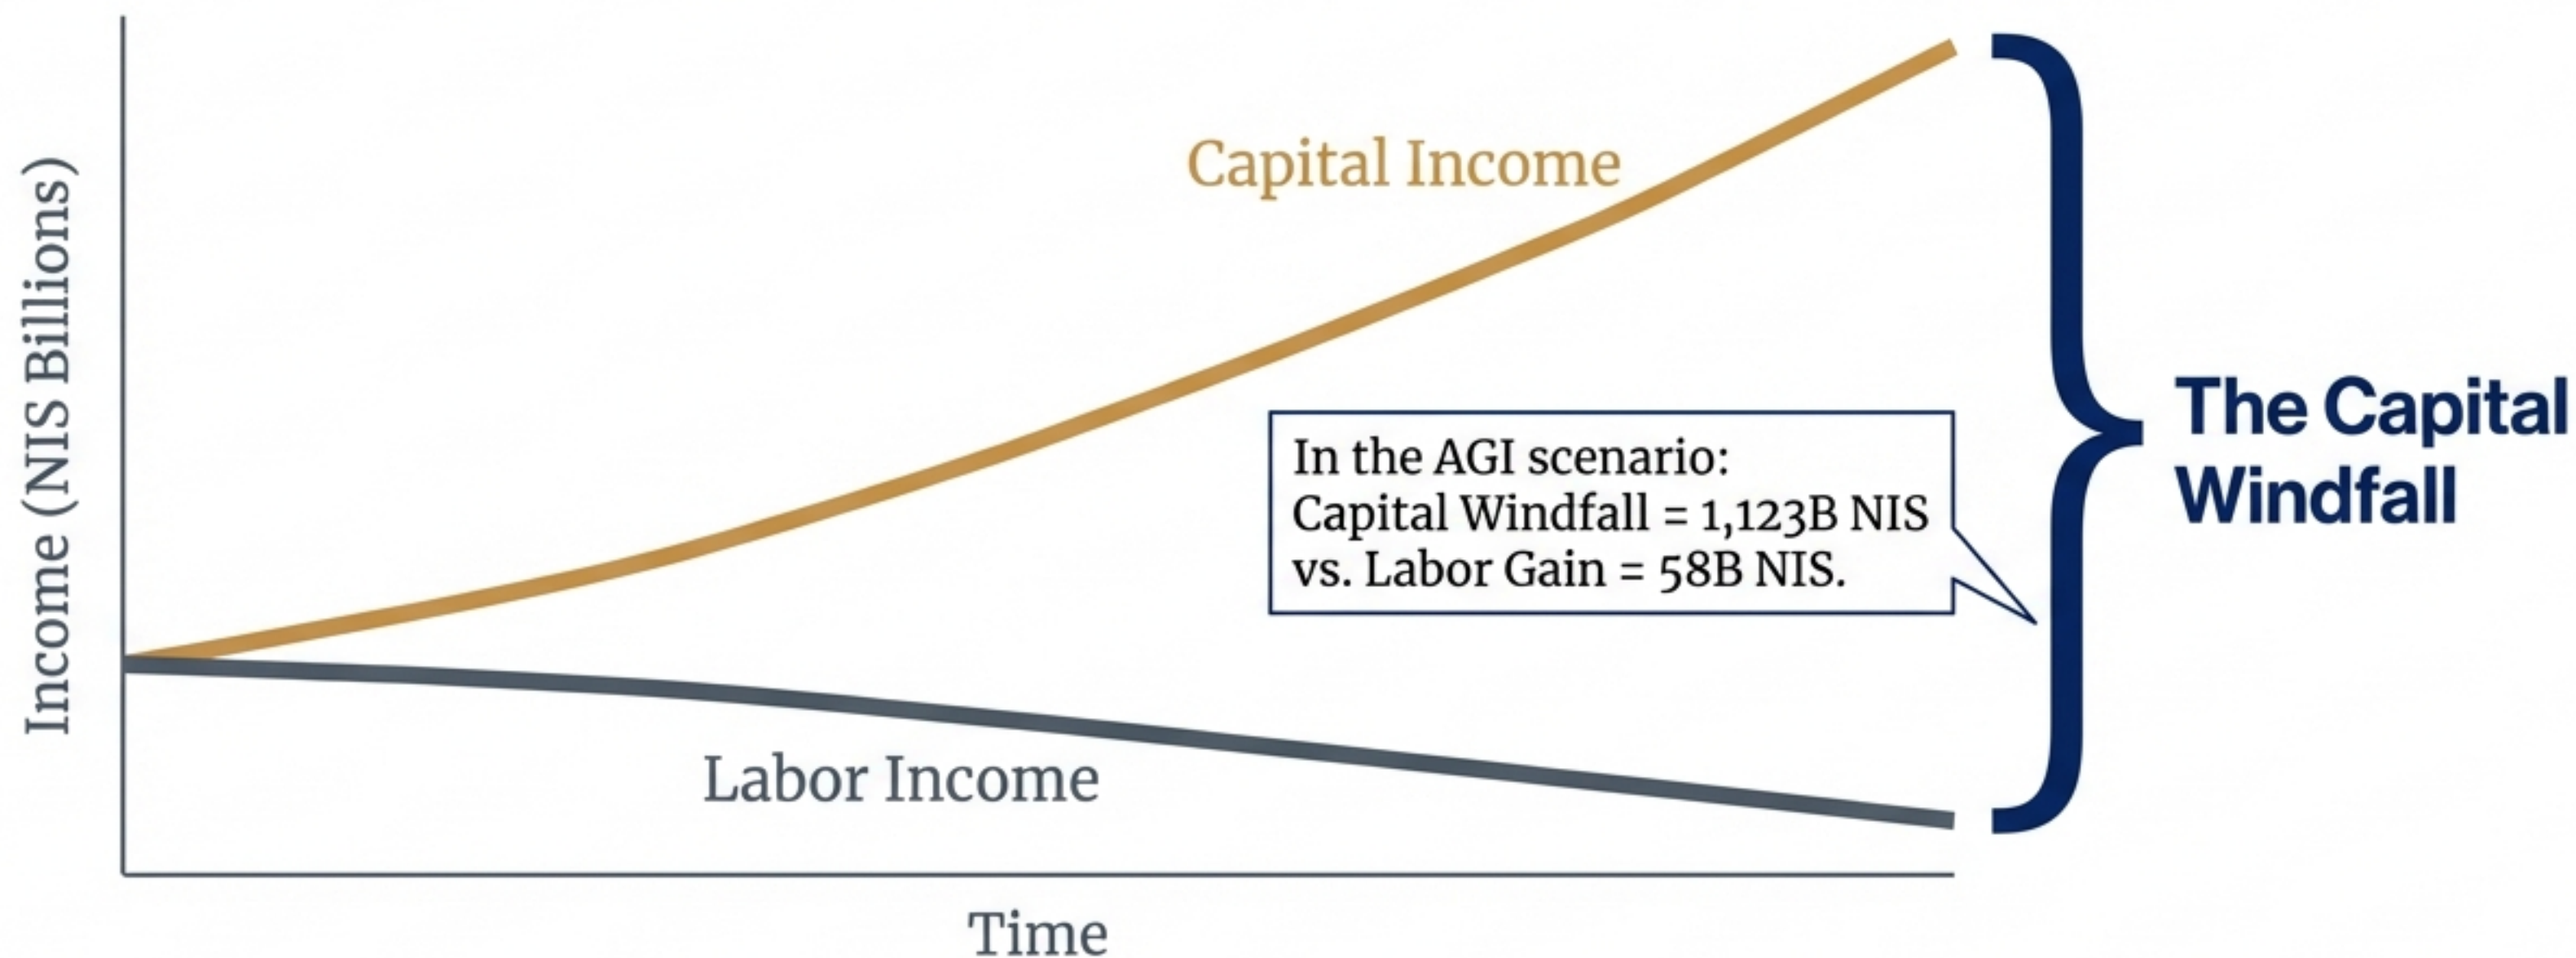 Income (NIS Billions)
Capital Income
In the AGI scenario:
Capital Windfall = 1,123B NIS
vs. Labor Gain = 58B NIS.
The Capital
Windfall
Labor Income
Time